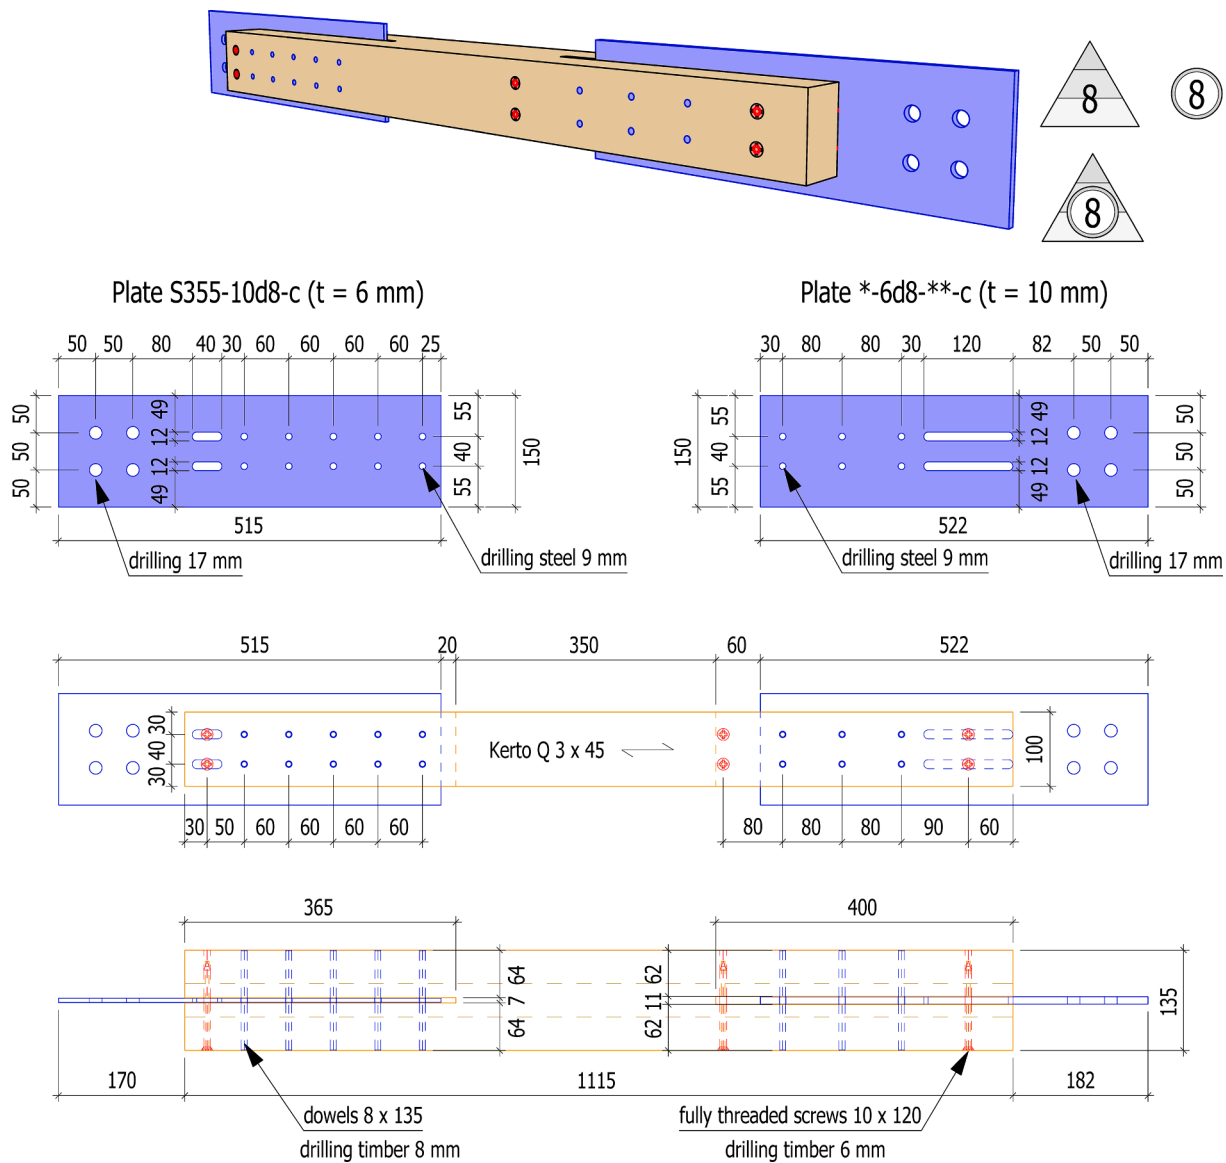 8
8
8
Plate S355-10d8-c (t = 6 mm)
Plate *-6d8-**-c (t = 10 mm)
50 50 80 40 30 60 60 60 60 25
30 80 80 30 120 82 50 50
50 50 50
49 12 12 49
55 40 55
150
150
55 40 55
49 12 12 49
50 50 50
515
522
drilling 17 mm
drilling steel 9 mm
drilling steel 9 mm
drilling 17 mm
515 20 350 60 522
30 40 30
Kerto Q 3 x 45
100
30 50 60 60 60 60
80 80 80 90 60
365
400
64 7 64
62 11 62
135
170 1115 182
dowels 8 x 135
drilling timber 8 mm
fully threaded screws 10 x 120
drilling timber 6 mm